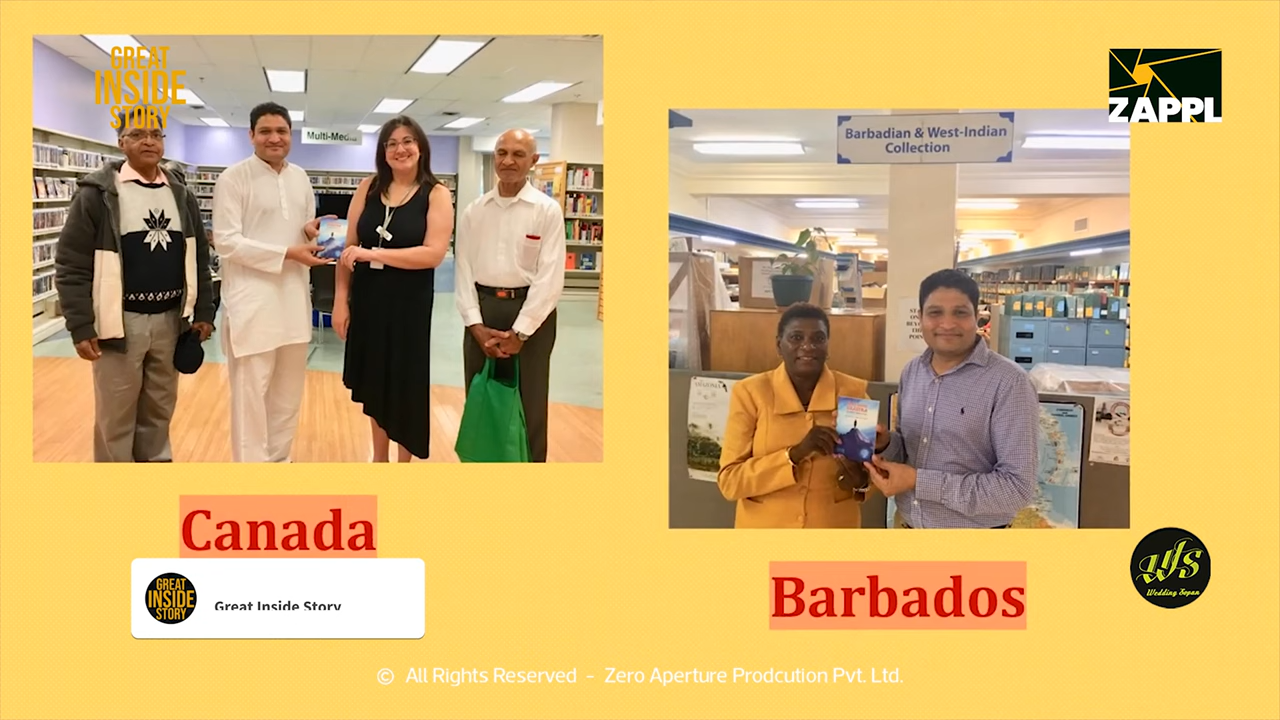 GREAT
INSIDE
STORY
Multi-Media
ZAPPL
Barbadian & West-Indian
Collection
Canada
Barbados
GREAT
INSIDE
STORY
Great Inside Story
WS
Wedding Sopan
© All Rights Reserved - Zero Aperture Prodcution Pvt. Ltd.